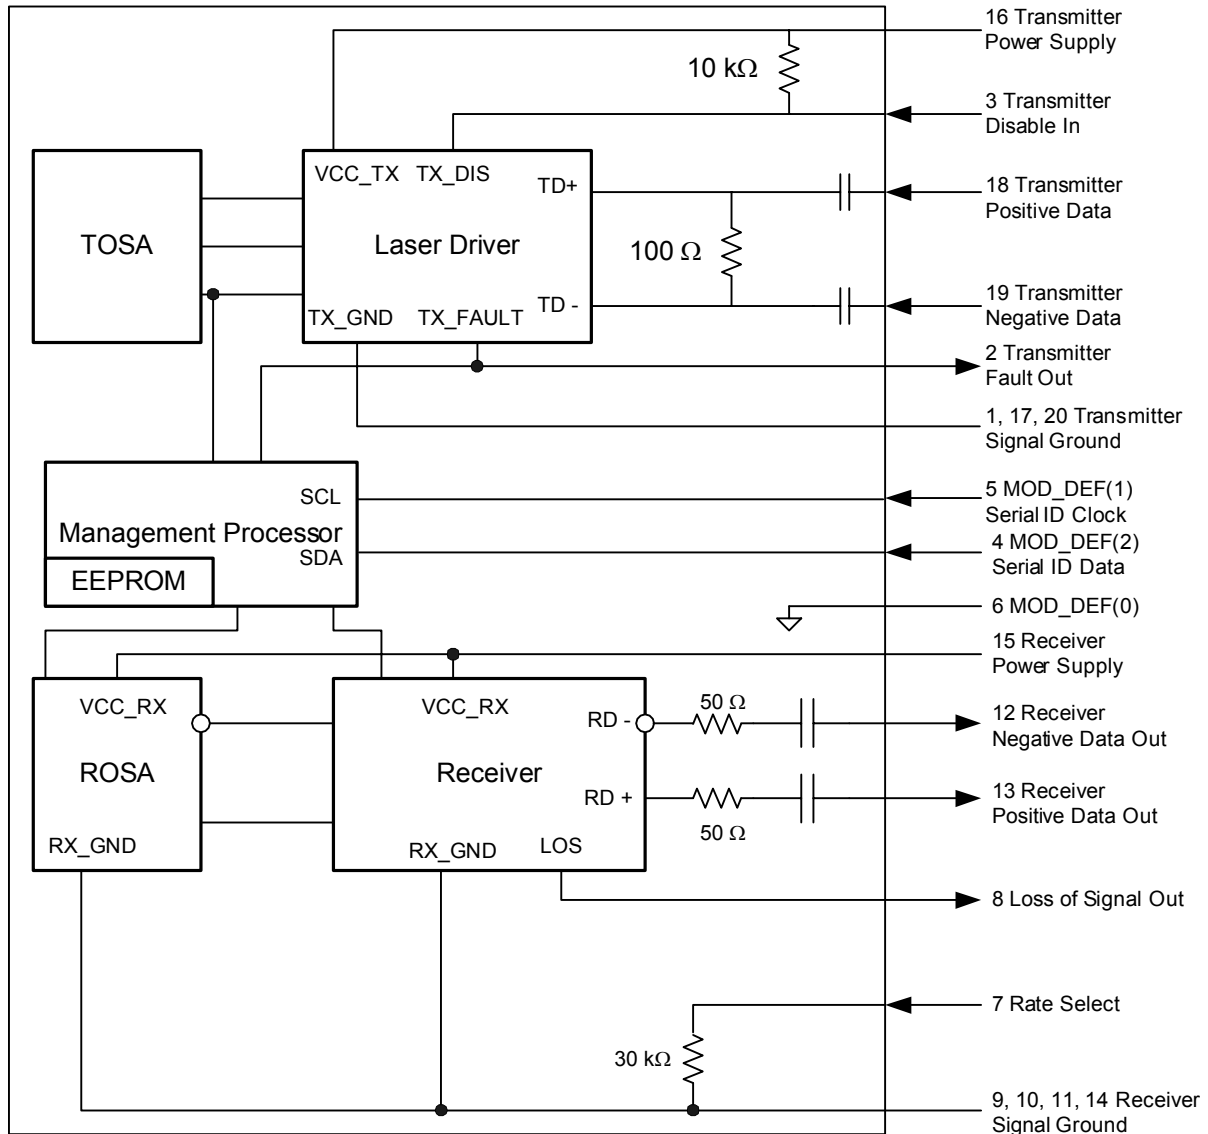 16 Transmitter
Power Supply
10 kΩ
3 Transmitter
Disable In
VCC_TX TX_DIS
TD+
18 Transmitter
Positive Data
TOSA
Laser Driver
100 Ω
TX_GND TX_FAULT
TD -
19 Transmitter
Negative Data
2 Transmitter
Fault Out
1, 17, 20 Transmitter
Signal Ground
SCL
5 MOD_DEF(1)
Serial ID Clock
Management Processor
SDA
4 MOD_DEF(2)
Serial ID Data
EEPROM
6 MOD_DEF(0)
15 Receiver
Power Supply
VCC_RX
VCC_RX
RD -
50 Ω
12 Receiver
Negative Data Out
ROSA
Receiver
RD +
50 Ω
13 Receiver
Positive Data Out
RX_GND
RX_GND
LOS
8 Loss of Signal Out
7 Rate Select
30 kΩ
9, 10, 11, 14 Receiver
Signal Ground